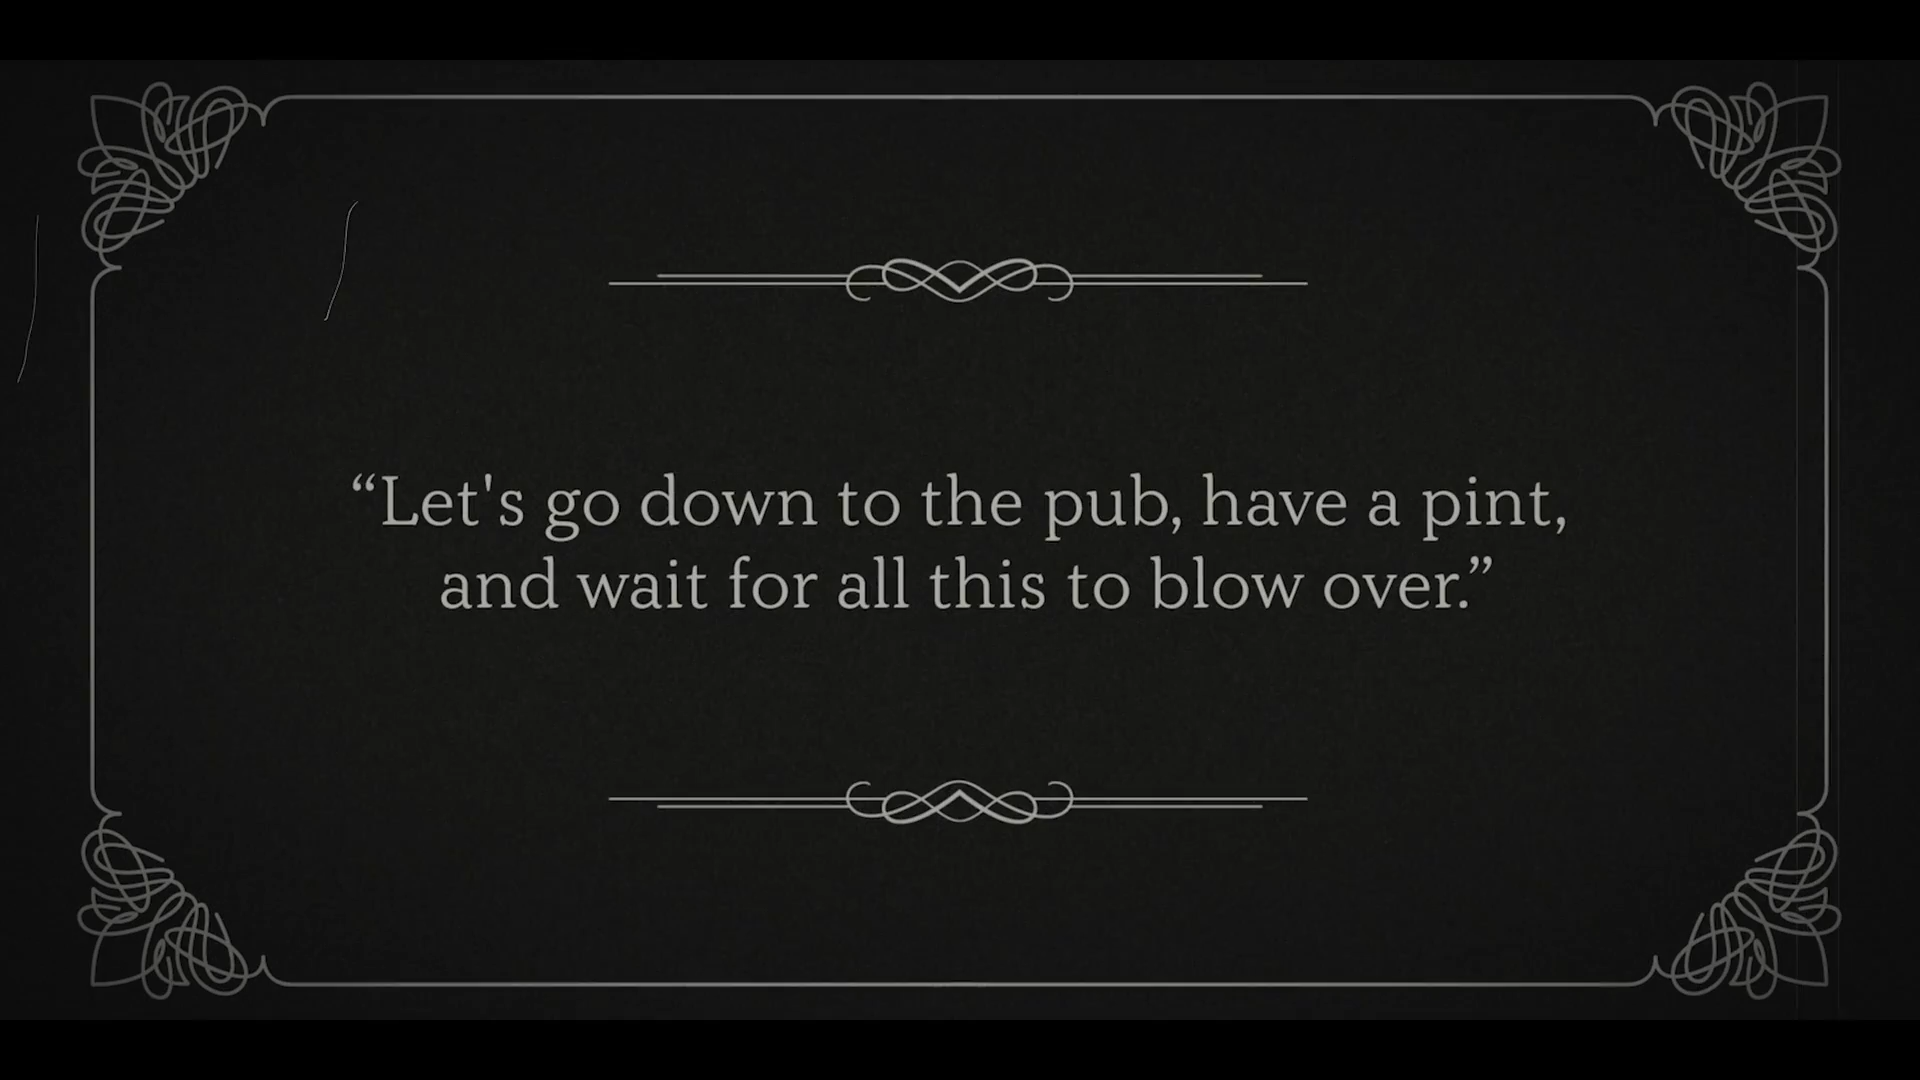 “Let's go down to the pub, have a pint,
and wait for all this to blow over.”